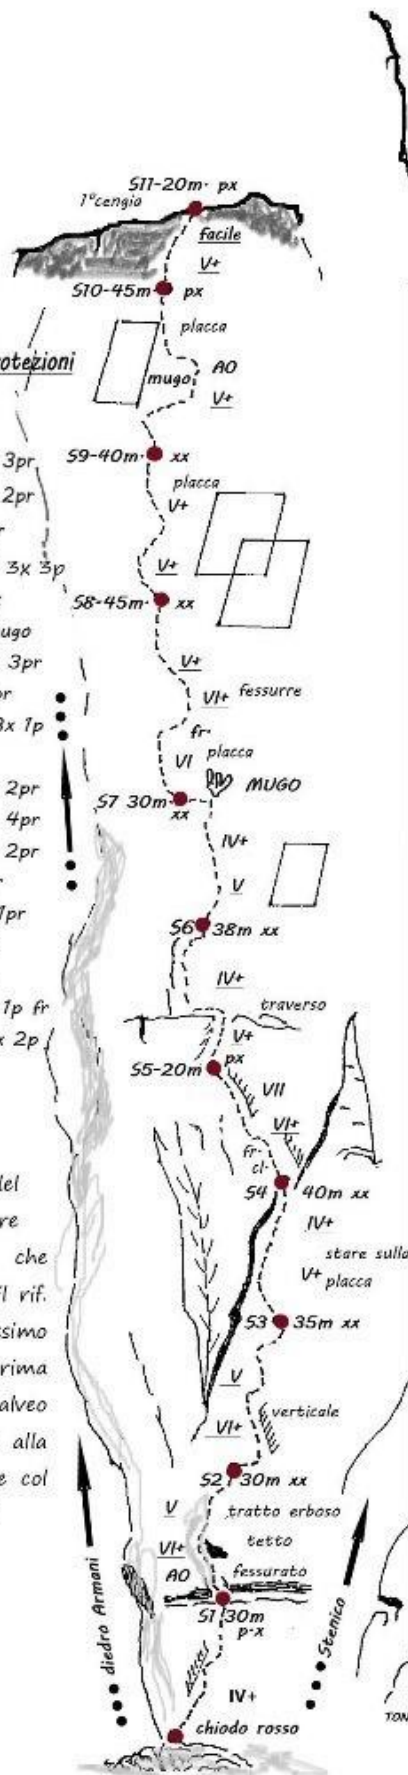 S11-20m· px
1°cengia
facile
V+
S10-45m· px
placca
otezioni
mugo A0
V+
3pr
S9-40m· xx
2pr
placca
V+
3x 3p
V+
S8-45m· xx
ugo
3pr
V+
VI+ fessurre
3x 1p
fr·
VI placca
2pr
MUGO
S7 30m·
xx
4pr
IV+
2pr
V
1pr
S6 38m xx
IV+
1p fr
traverso
x 2p
V+
S5-20m px
VII
VI+
fr·
cl·
del
S4 40m xx
re
IV+
che
stare sulla
V+ placca
l rif.
S3 35m xx
ssimo
rima
V
alveo
verticale
VI+
alla
e col
S2 30m xx
V
tratto erboso
VI+
tetto
A0
fessurato
S1 30m
p-x
diedro Armani
Stenico
IV+
TON
chiodo rosso